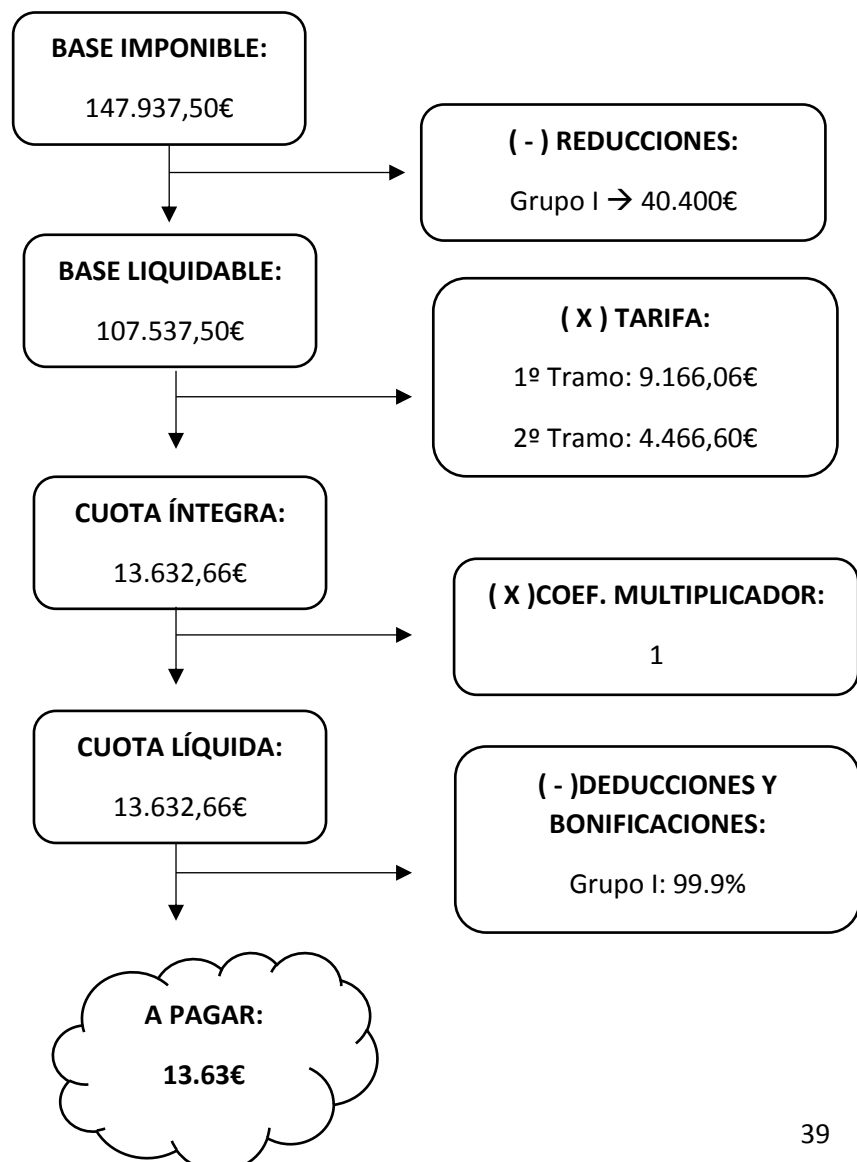 BASE IMPONIBLE:
147.937,50€
( - ) REDUCCIONES:
Grupo I → 40.400€
BASE LIQUIDABLE:
107.537,50€
( X ) TARIFA:
1º Tramo: 9.166,06€
2º Tramo: 4.466,60€
CUOTA ÍNTEGRA:
13.632,66€
( X )COEF. MULTIPLICADOR:
1
CUOTA LÍQUIDA:
13.632,66€
( - )DEDUCCIONES Y
BONIFICACIONES:
Grupo I: 99.9%
A PAGAR:
13.63€
39